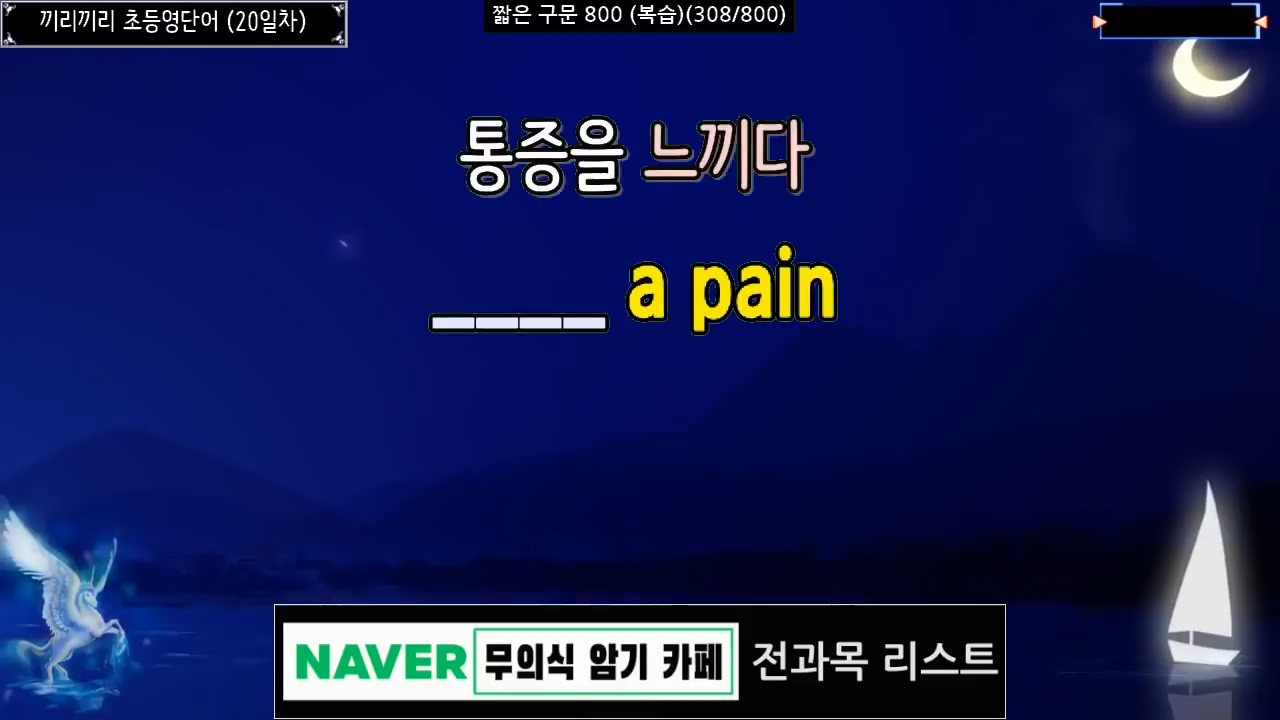 끼리끼리 초등영단어 (20일차)
짧은 구문 800 (복습)(308/800)
통증을 느끼다
____ a pain
NAVER 무의식 암기 카페 전과목 리스트